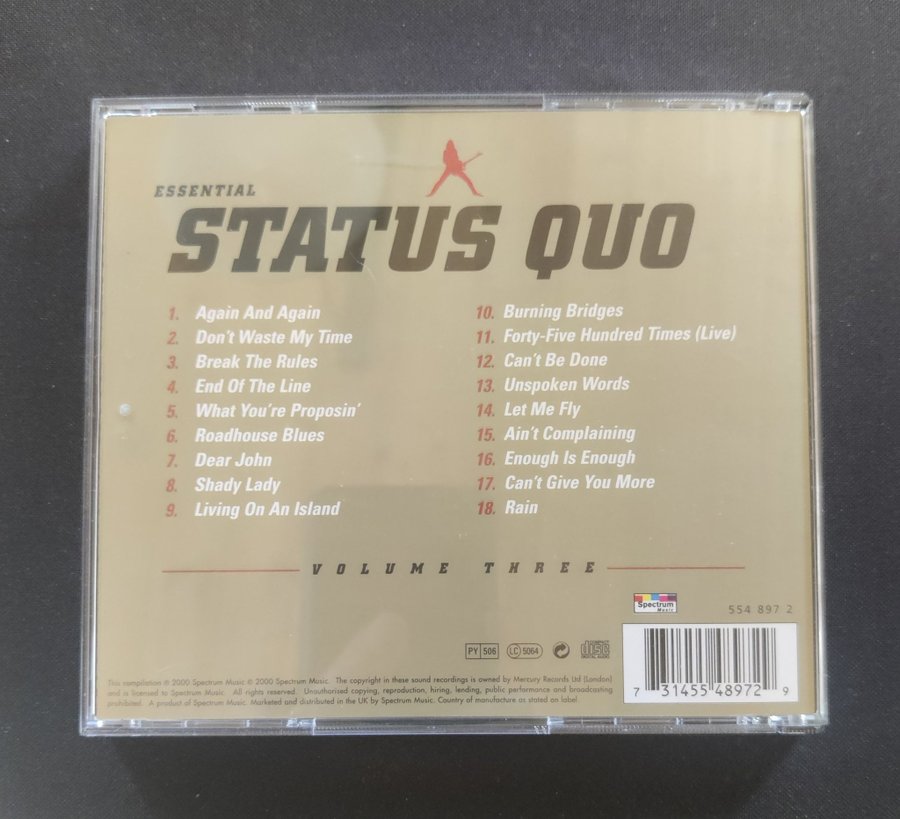 ESSENTIAL
STATUS QUO
1. Again And Again
2. Don't Waste My Time
3. Break The Rules
4. End Of The Line
5. What You're Proposin'
6. Roadhouse Blues
7. Dear John
8. Shady Lady
9. Living On An Island
10. Burning Bridges
11. Forty-Five Hundred Times (Live)
12. Can't Be Done
13. Unspoken Words
14. Let Me Fly
15. Ain't Complaining
16. Enough Is Enough
17. Can't Give You More
18. Rain
VOLUME THREE
Spectrum
Music
554 897 2
PY 506
LC 5064
COMPACT
disc
DIGITAL AUDIO
7 31455 48972 9
This compilation ℗ 2000 Spectrum Music © 2000 Spectrum Music. The copyright in these sound recordings is owned by Mercury Records Ltd (London)
and is licensed to Spectrum Music. All rights reserved. Unauthorised copying, reproduction, hiring, lending, public performance and broadcasting
prohibited. A product of Spectrum Music. Marketed and distributed in the UK by Spectrum Music. Country of manufacture as stated on label.